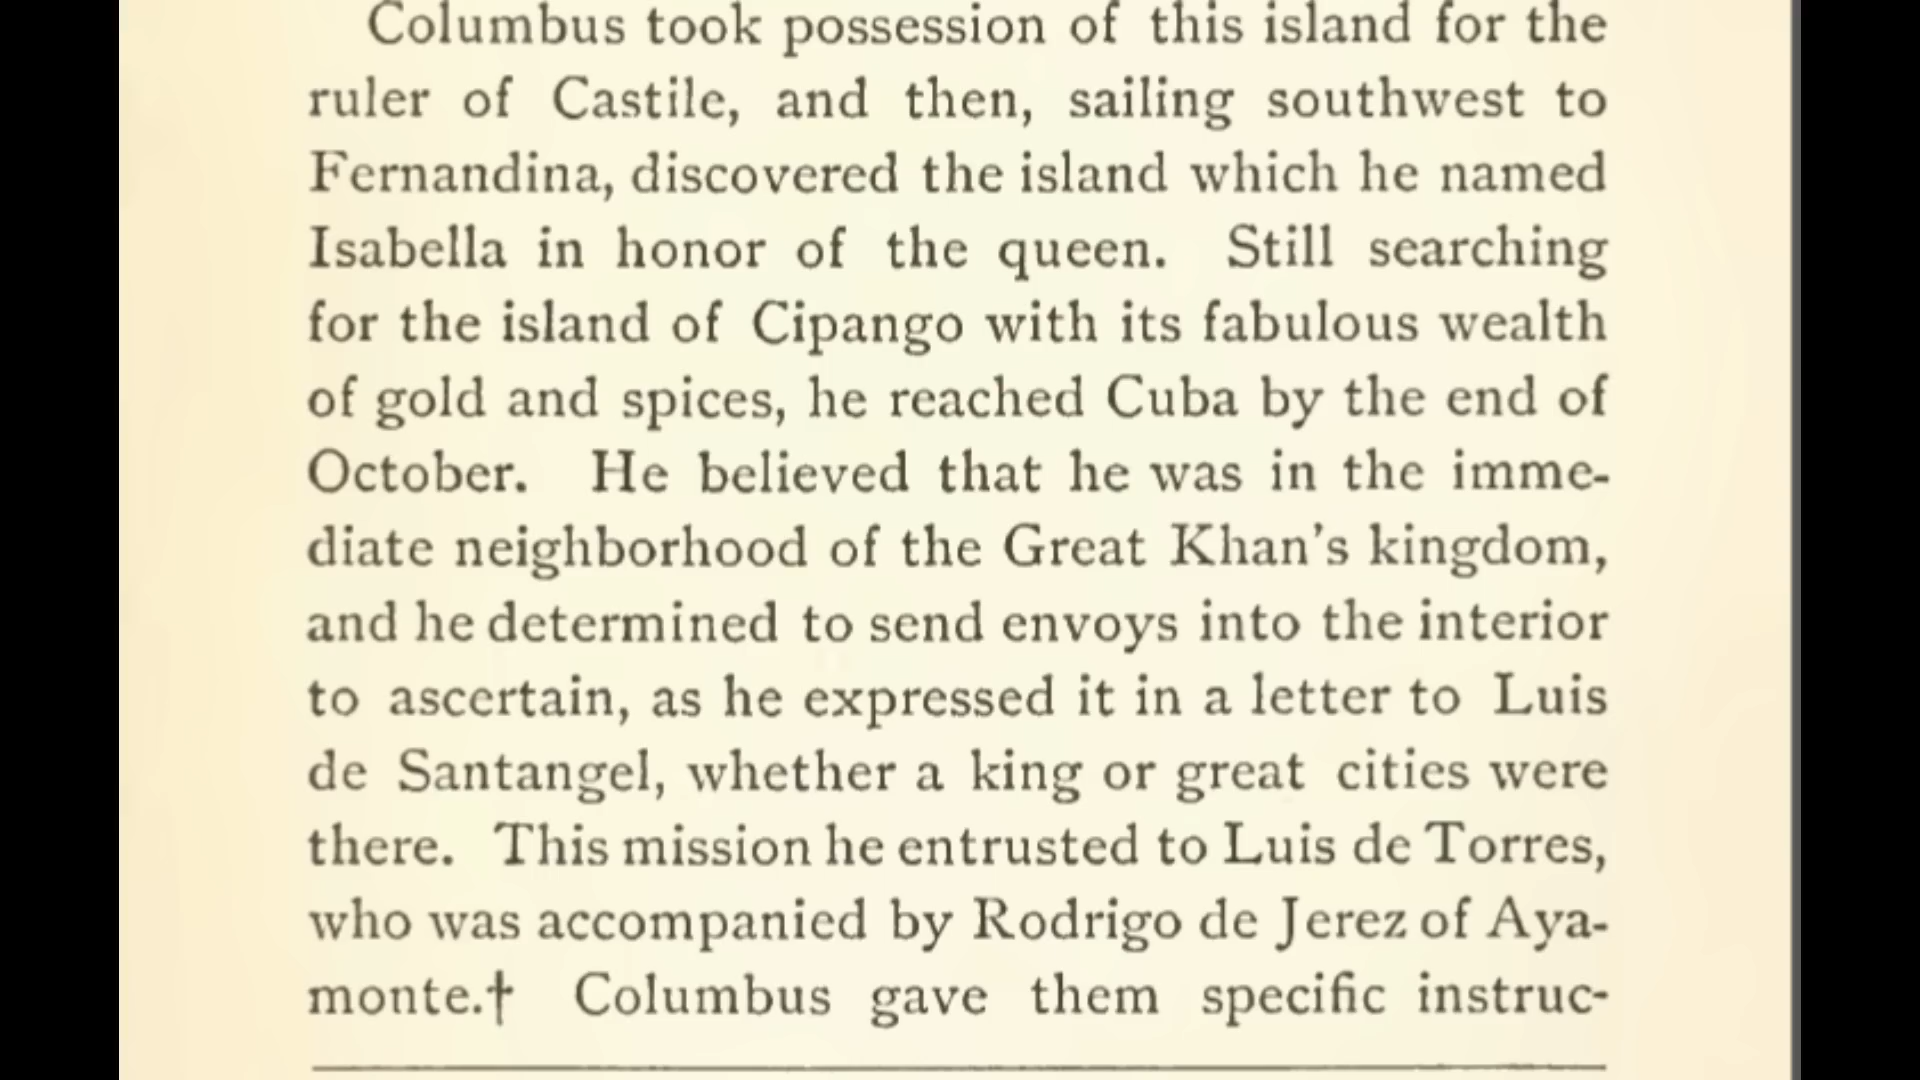 Columbus took possession of this island for the
ruler of Castile, and then, sailing southwest to
Fernandina, discovered the island which he named
Isabella in honor of the queen. Still searching
for the island of Cipango with its fabulous wealth
of gold and spices, he reached Cuba by the end of
October. He believed that he was in the imme-
diate neighborhood of the Great Khan's kingdom,
and he determined to send envoys into the interior
to ascertain, as he expressed it in a letter to Luis
de Santangel, whether a king or great cities were
there. This mission he entrusted to Luis de Torres,
who was accompanied by Rodrigo de Jerez of Aya-
monte.† Columbus gave them specific instruc-